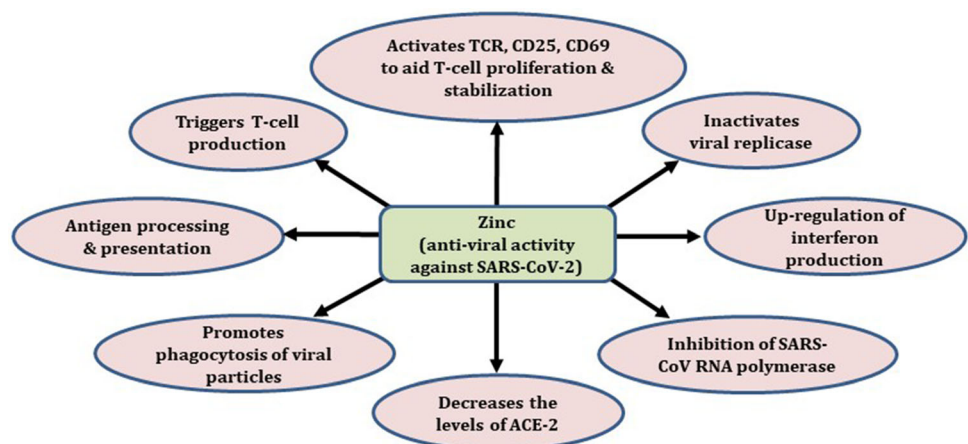 Activates TCR, CD25, CD69
to aid T-cell proliferation &
stabilization
Triggers T-cell
production
Inactivates
viral replicase
Antigen processing
& presentation
Zinc
(anti-viral activity
against SARS-CoV-2)
Up-regulation of
interferon
production
Promotes
phagocytosis of viral
particles
Inhibition of SARS-
CoV RNA polymerase
Decreases the
levels of ACE-2